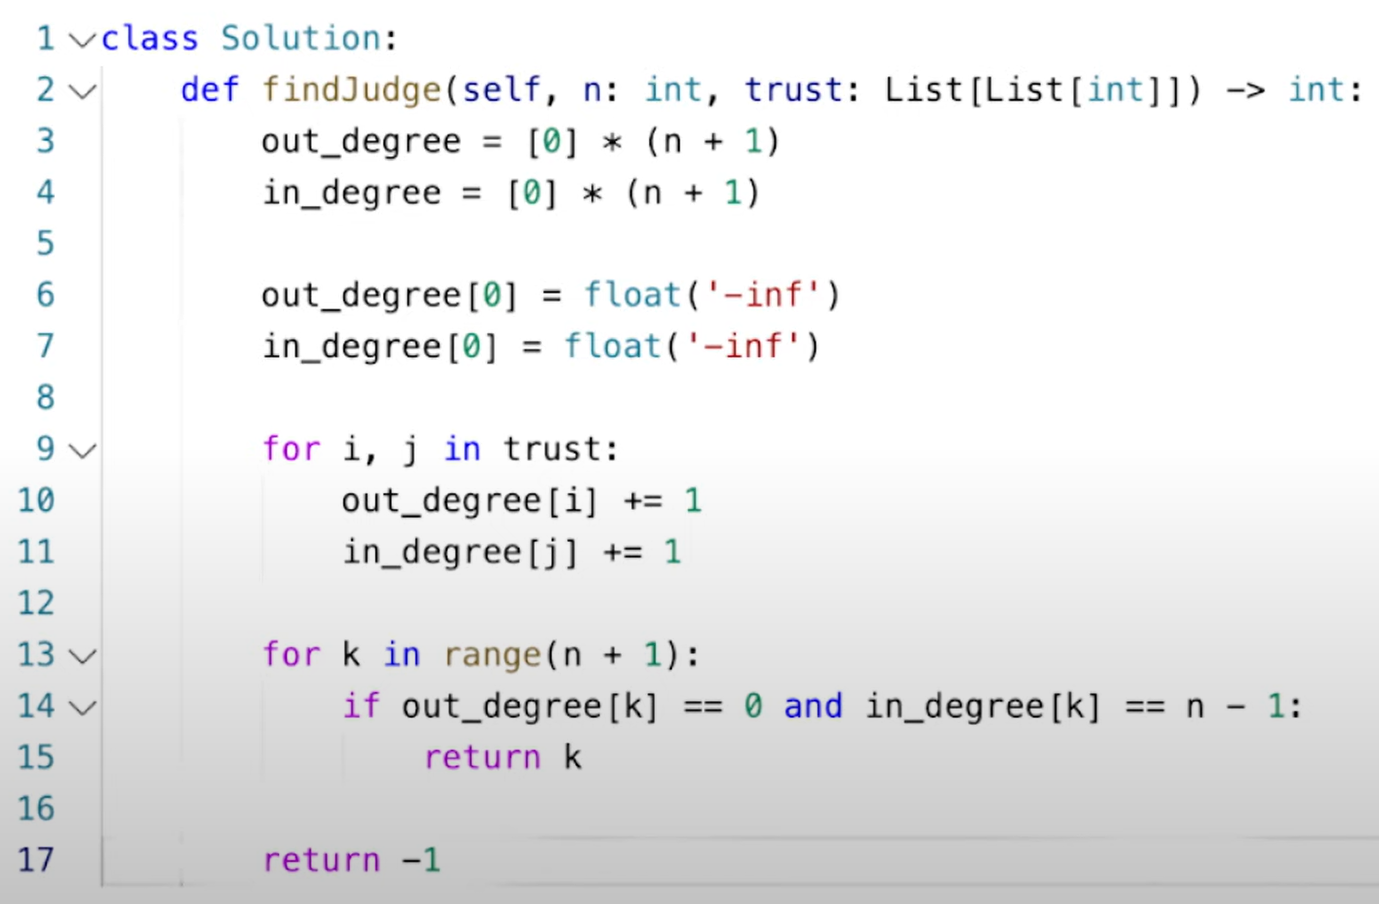 1 class Solution:
2     def findJudge(self, n: int, trust: List[List[int]]) -> int:
3         out_degree = [0] * (n + 1)
4         in_degree = [0] * (n + 1)
5
6         out_degree[0] = float('-inf')
7         in_degree[0] = float('-inf')
8
9         for i, j in trust:
10             out_degree[i] += 1
11             in_degree[j] += 1
12
13         for k in range(n + 1):
14             if out_degree[k] == 0 and in_degree[k] == n - 1:
15                 return k
16
17         return -1